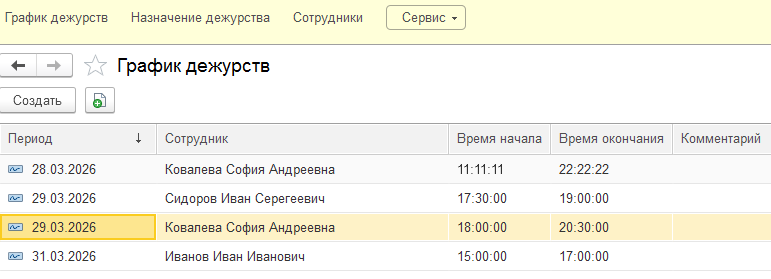 График дежурств Назначение дежурства Сотрудники Сервис
График дежурств
Создать
Период Сотрудник Время начала Время окончания Комментарий
28.03.2026 Ковалева София Андреевна 11:11:11 22:22:22
29.03.2026 Сидоров Иван Серегеевич 17:30:00 19:00:00
29.03.2026 Ковалева София Андреевна 18:00:00 20:30:00
31.03.2026 Иванов Иван Иванович 15:00:00 17:00:00